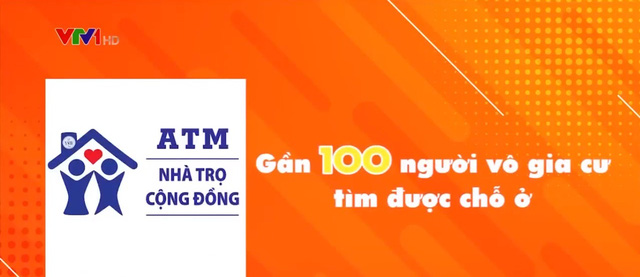 VTV1 HD
ATM
NHÀ TRỌ
CỘNG ĐỒNG
Gần 100 người vô gia cư
tìm được chỗ ở